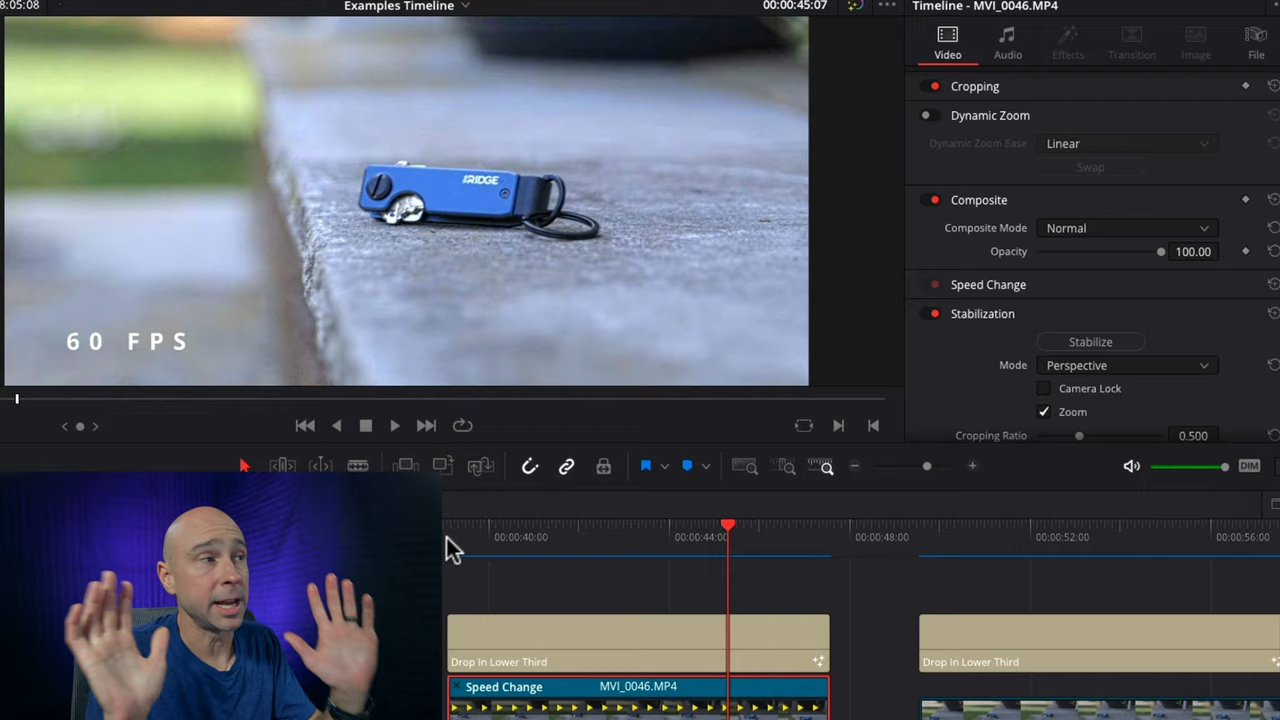 8:05:08
Examples Timeline
00:00:45:07
Timeline - MVI_0046.MP4
Video
Audio
Effects
Transition
Image
File
Cropping
Dynamic Zoom
Dynamic Zoom Ease
Linear
Swap
Composite
Composite Mode
Normal
Opacity
100.00
Speed Change
Stabilization
Stabilize
Mode
Perspective
Camera Lock
Zoom
Cropping Ratio
0.500
RIDGE
60 FPS
DIM
00:00:40:00
00:00:44:00
00:00:48:00
00:00:52:00
00:00:56:00
Drop In Lower Third
Drop In Lower Third
Speed Change
MVI_0046.MP4